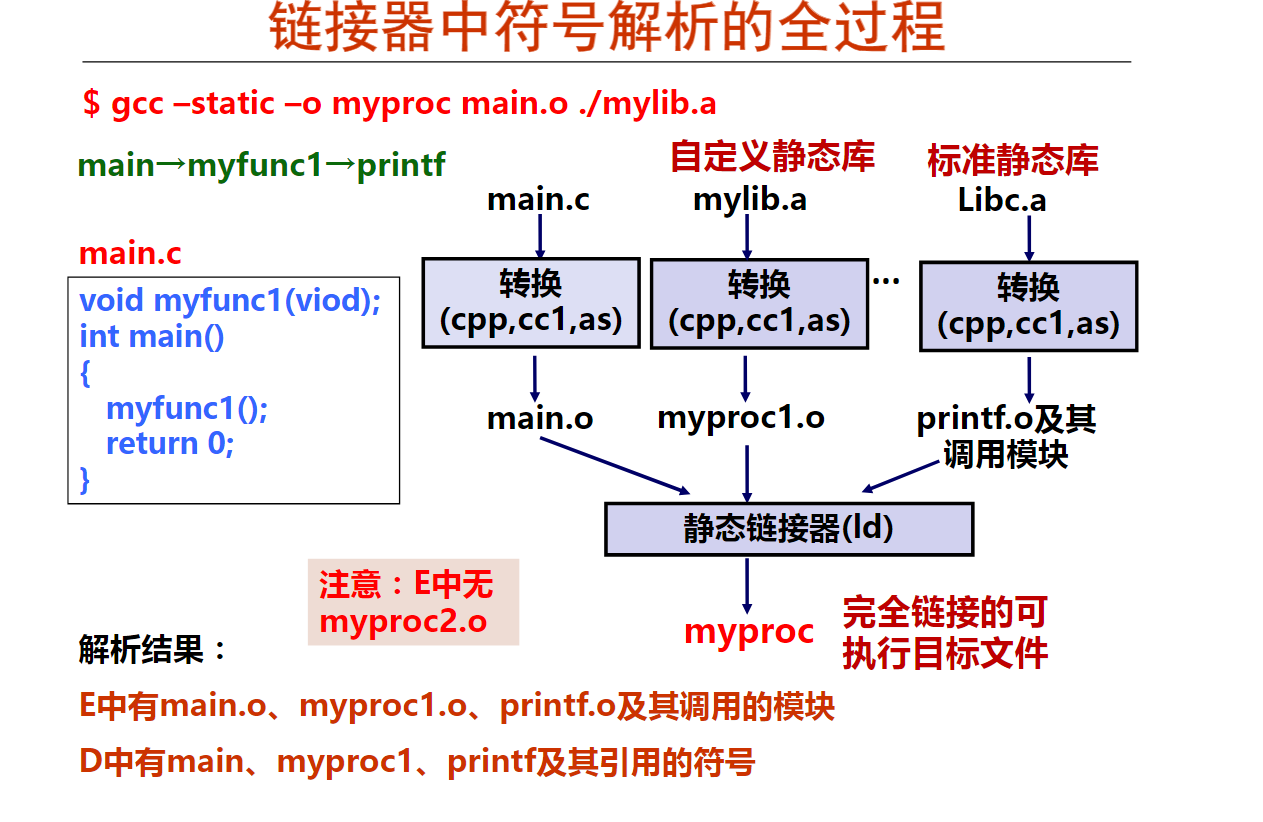 链接器中符号解析的全过程
$ gcc –static –o myproc main.o ./mylib.a
main→myfunc1→printf
自定义静态库
标准静态库
main.c
mylib.a
Libc.a
main.c
void myfunc1(viod);
int main()
{
myfunc1();
return 0;
}
转换
(cpp,cc1,as)
转换
(cpp,cc1,as)
...
转换
(cpp,cc1,as)
main.o
myproc1.o
printf.o及其
调用模块
静态链接器(ld)
注意：E中无
myproc2.o
myproc
完全链接的可
执行目标文件
解析结果：
E中有main.o、myproc1.o、printf.o及其调用的模块
D中有main、myproc1、printf及其引用的符号